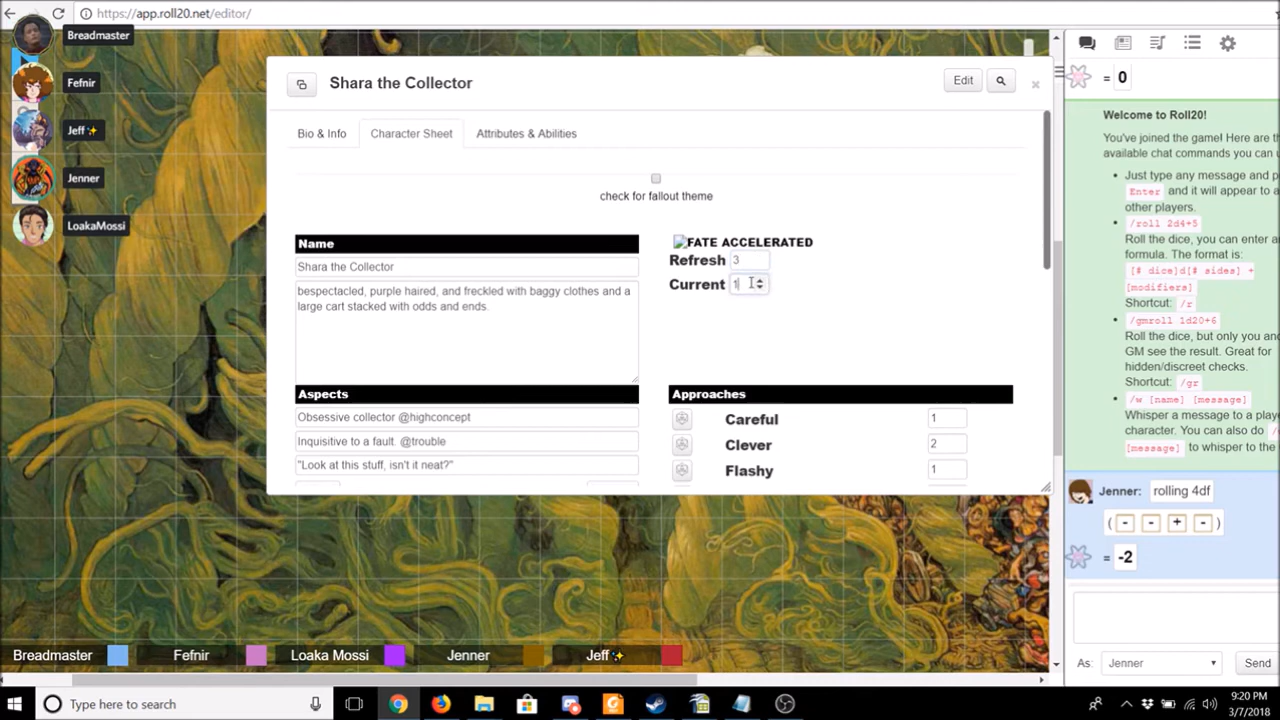 https://app.roll20.net/editor/
Breadmaster
Fefnir
Jeff✨
Jenner
LoakaMossi
Shara the Collector
Edit
Bio & Info
Character Sheet
Attributes & Abilities
check for fallout theme
Name
Shara the Collector
bespectacled, purple haired, and freckled with baggy clothes and a
large cart stacked with odds and ends.
FATE ACCELERATED
Refresh 3
Current 1
Aspects
Obsessive collector @highconcept
Inquisitive to a fault. @trouble
"Look at this stuff, isn't it neat?"
Approaches
Careful 1
Clever 2
Flashy 1
= 0
Welcome to Roll20!
You've joined the game! Here are th
available chat commands you can u
Just type any message and p
Enter and it will appear to a
other players.
/roll 2d4+5
Roll the dice, you can enter a
formula. The format is:
[# dice]d[# sides] +
[modifiers]
Shortcut: /r
/gmroll 1d20+6
Roll the dice, but only you an
GM see the result. Great for
hidden/discreet checks.
Shortcut: /gr
/w [name] [message]
Whisper a message to a playe
character. You can also do /
[message] to whisper to the
Jenner: rolling 4df
( - - + - )
= -2
As: Jenner
Send
Breadmaster
Fefnir
Loaka Mossi
Jenner
Jeff✨
Type here to search
9:20 PM
3/7/2018